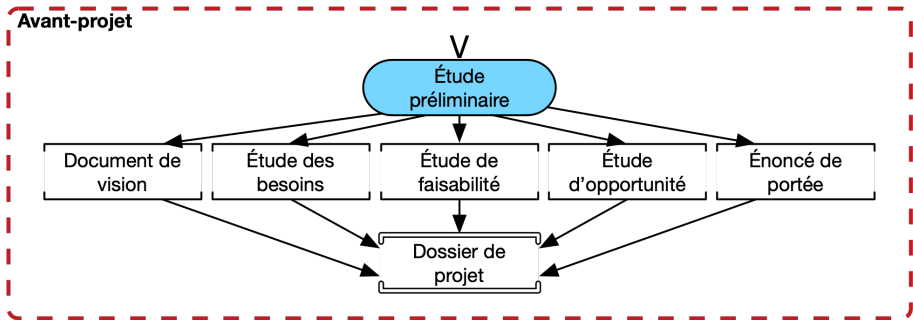 Avant-projet
V
Étude
préliminaire
Document de
vision
Étude des
besoins
Étude de
faisabilité
Étude
d'opportunité
Énoncé de
portée
Dossier de
projet